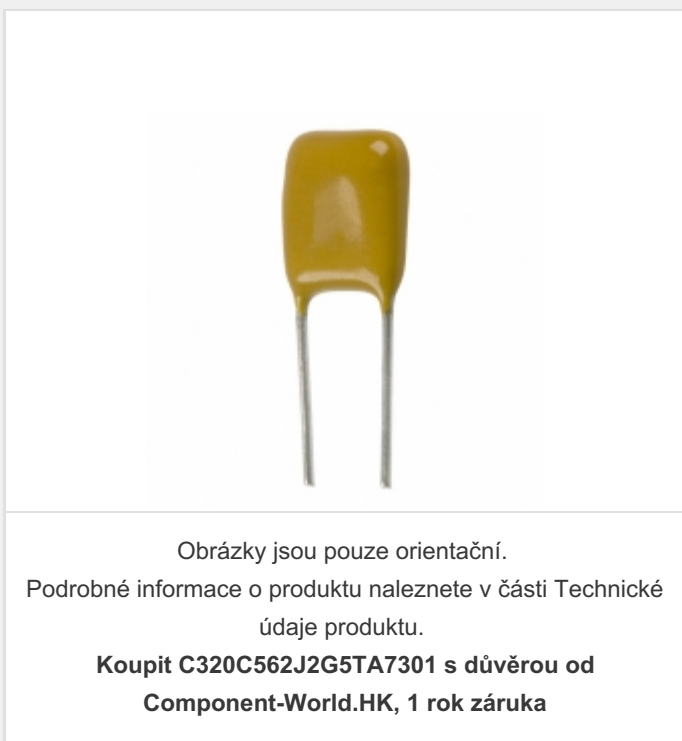 Obrázky jsou pouze orientační.
Podrobné informace o produktu naleznete v části Technické
údaje produktu.
Koupit C320C562J2G5TA7301 s důvěrou od
Component-World.HK, 1 rok záruka